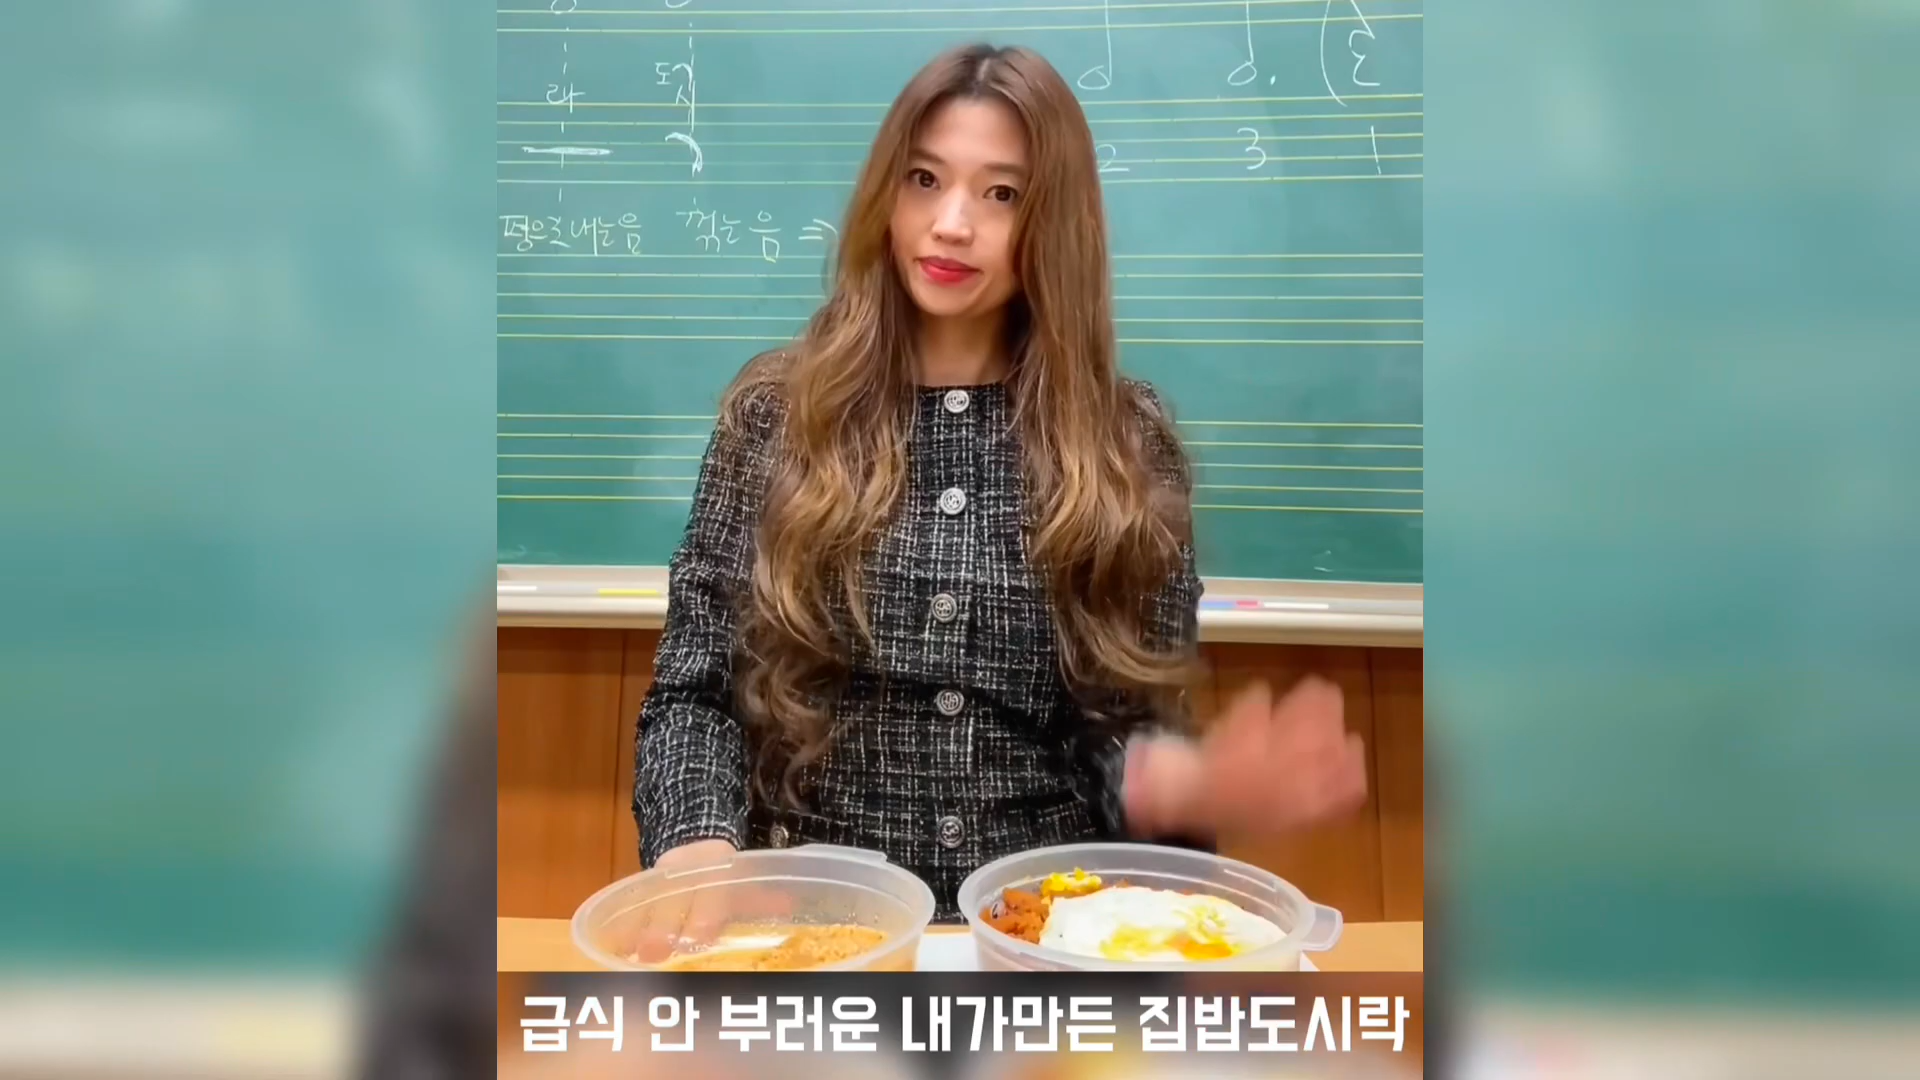 라
도시
2 3 1
평으로내는음 꺾는음 ⇒
급식 안 부러운 내가만든 집밥도시락